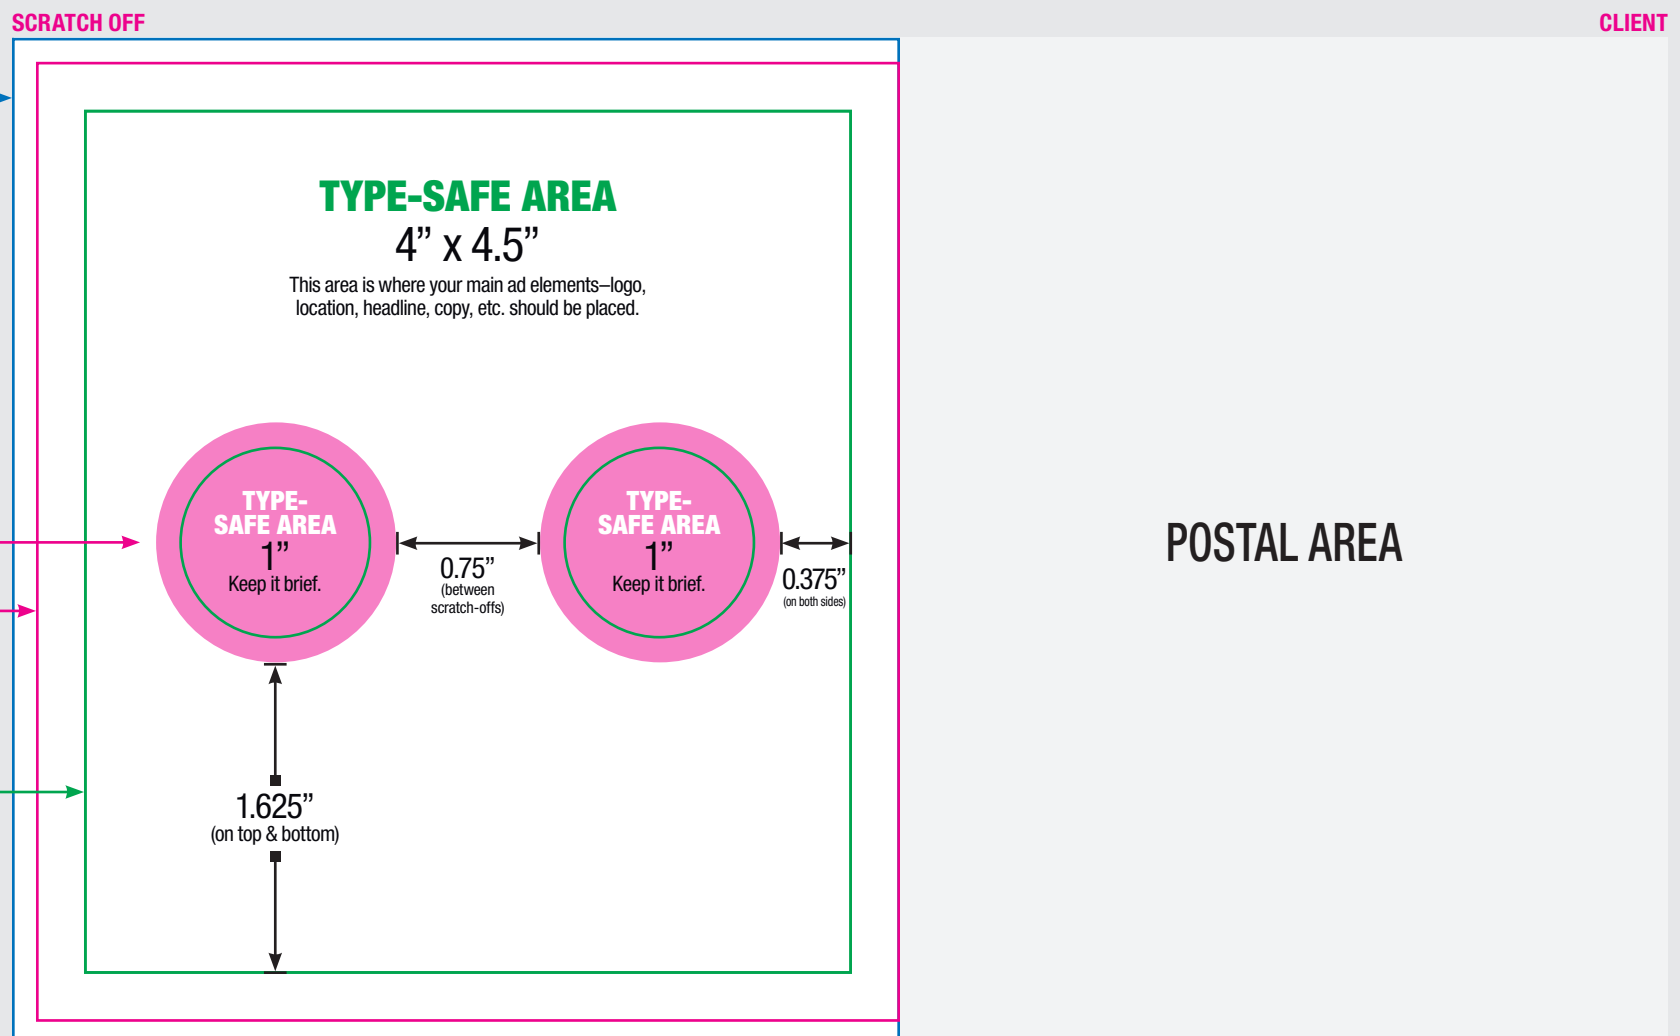 SCRATCH OFF
CLIENT
TYPE-SAFE AREA
4” x 4.5”
This area is where your main ad elements–logo,
location, headline, copy, etc. should be placed.
TYPE-
SAFE AREA
1”
Keep it brief.
0.75”
(between
scratch-offs)
TYPE-
SAFE AREA
1”
Keep it brief.
0.375”
(on both sides)
1.625”
(on top & bottom)
POSTAL AREA